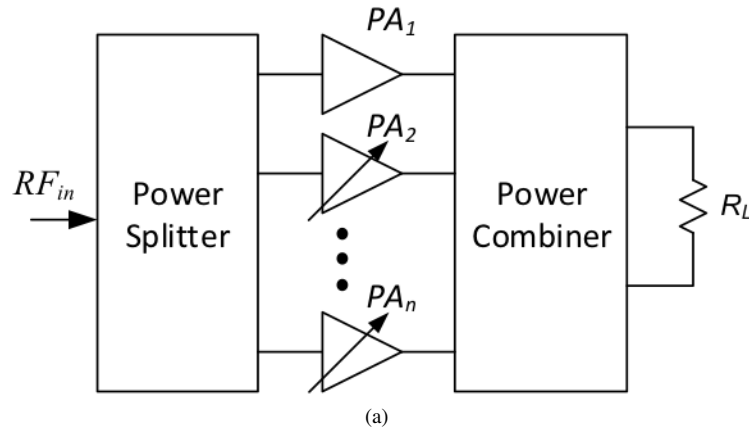 PA1
PA2
RFin
Power
Splitter
Power
Combiner
RL
PAn
(a)